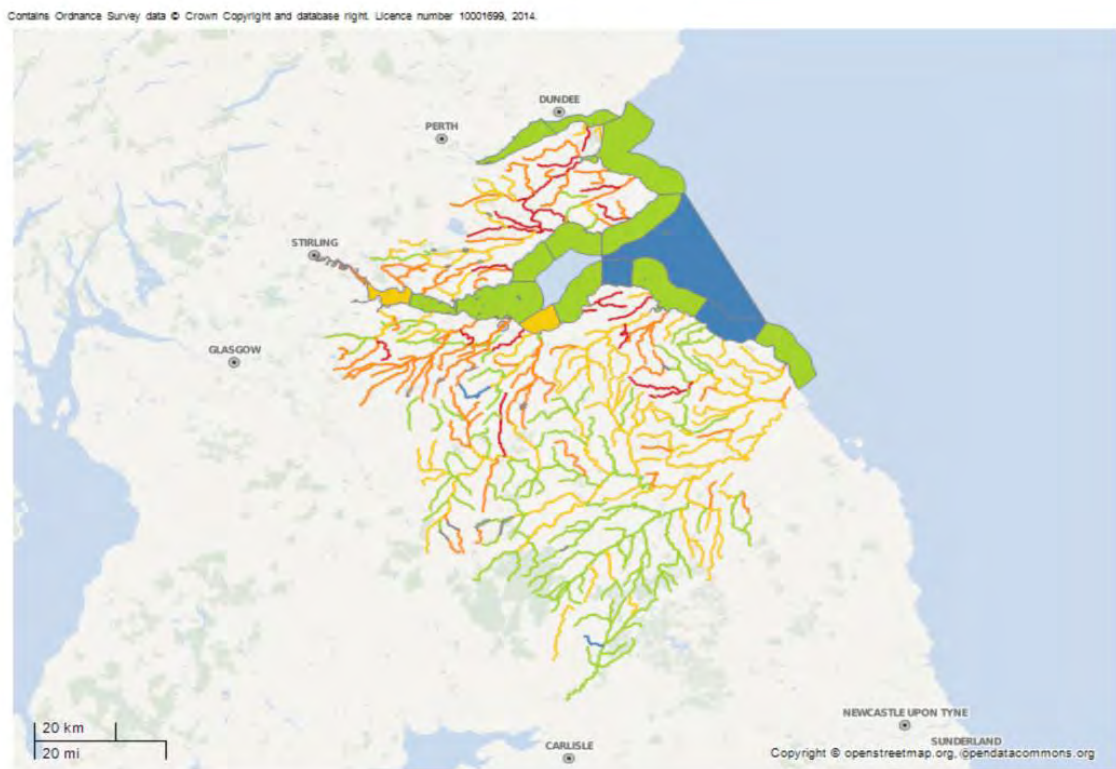 Contains Ordnance Survey data © Crown Copyright and database right. Licence number 10001699, 2014.
DUNDEE
PERTH
STIRLING
GLASGOW
20 km
20 mi
NEWCASTLE UPON TYNE
SUNDERLAND
CARLISLE
Copyright © openstreetmap.org, opendatacommons.org